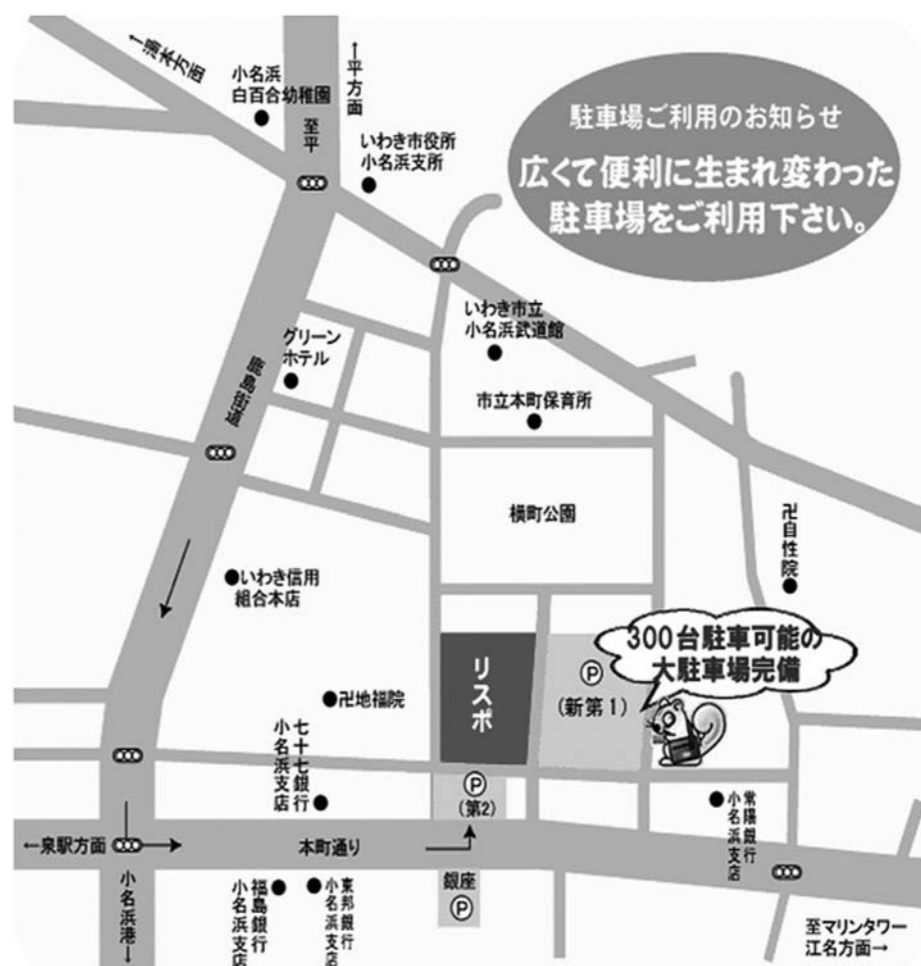 ←湯本方面
↑平方面
小名浜
白百合幼稚園
至平
いわき市役所
小名浜支所
駐車場ご利用のお知らせ
広くて便利に生まれ変わった
駐車場をご利用下さい。
いわき市立
小名浜武道館
グリーン
ホテル
鹿島街道
市立本町保育所
横町公園
卍自性院
いわき信用
組合本店
300台駐車可能の
大駐車場完備
リスポ
P
(新第1)
卍地福院
七十七銀行
小名浜支店
P
(第2)
常陽銀行
小名浜支店
←泉駅方面
本町通り
銀座
P
小名浜港→
福島銀行
小名浜支店
東邦銀行
小名浜支店
至マリンタワー
江名方面→